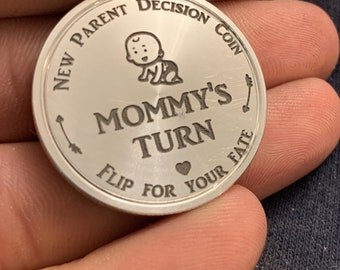 New Parent Decision Coin
MOMMY'S
TURN
Flip for your fate